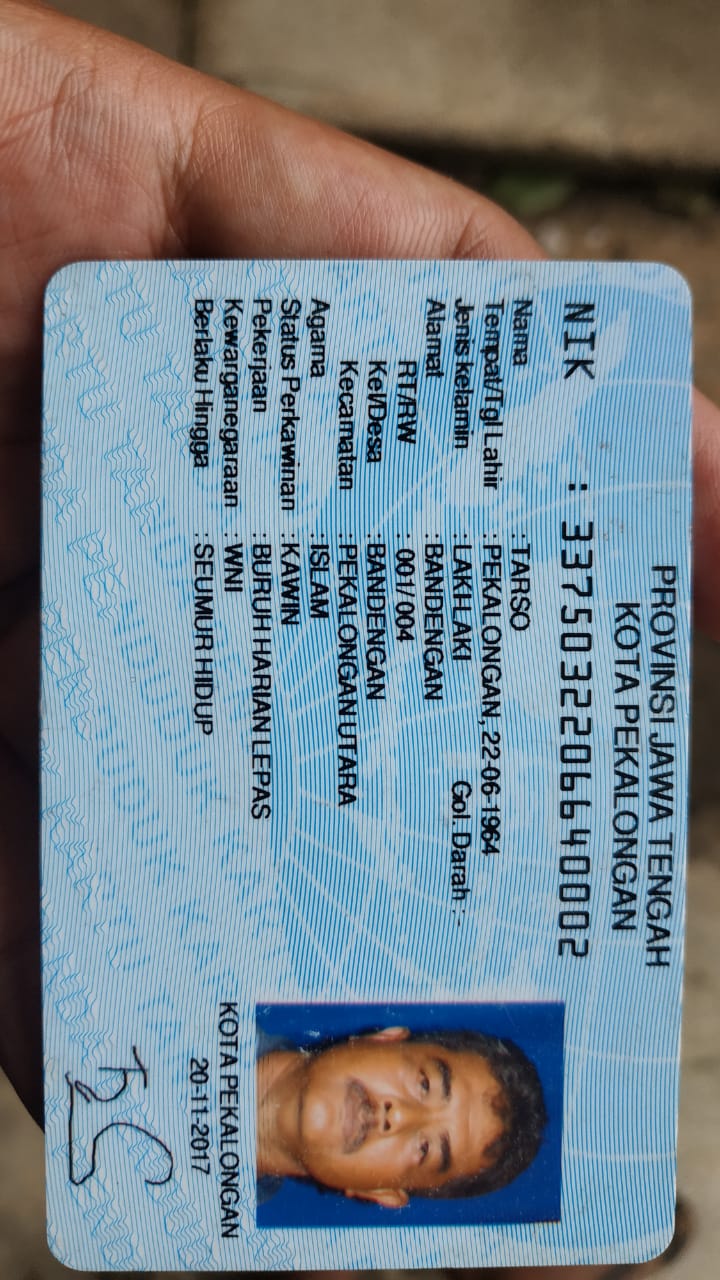 PROVINSI JAWA TENGAH
KOTA PEKALONGAN
NIK : 3375032206640002
Nama : TARSO
Tempat/Tgl Lahir : PEKALONGAN, 22-06-1964
Jenis kelamin : LAKI-LAKI Gol. Darah : -
Alamat : BANDENGAN
RT/RW : 001/ 004
Kel/Desa : BANDENGAN
Kecamatan : PEKALONGAN UTARA
Agama : ISLAM
Status Perkawinan : KAWIN
Pekerjaan : BURUH HARIAN LEPAS
Kewarganegaraan : WNI
Berlaku Hingga : SEUMUR HIDUP
KOTA PEKALONGAN
20-11-2017